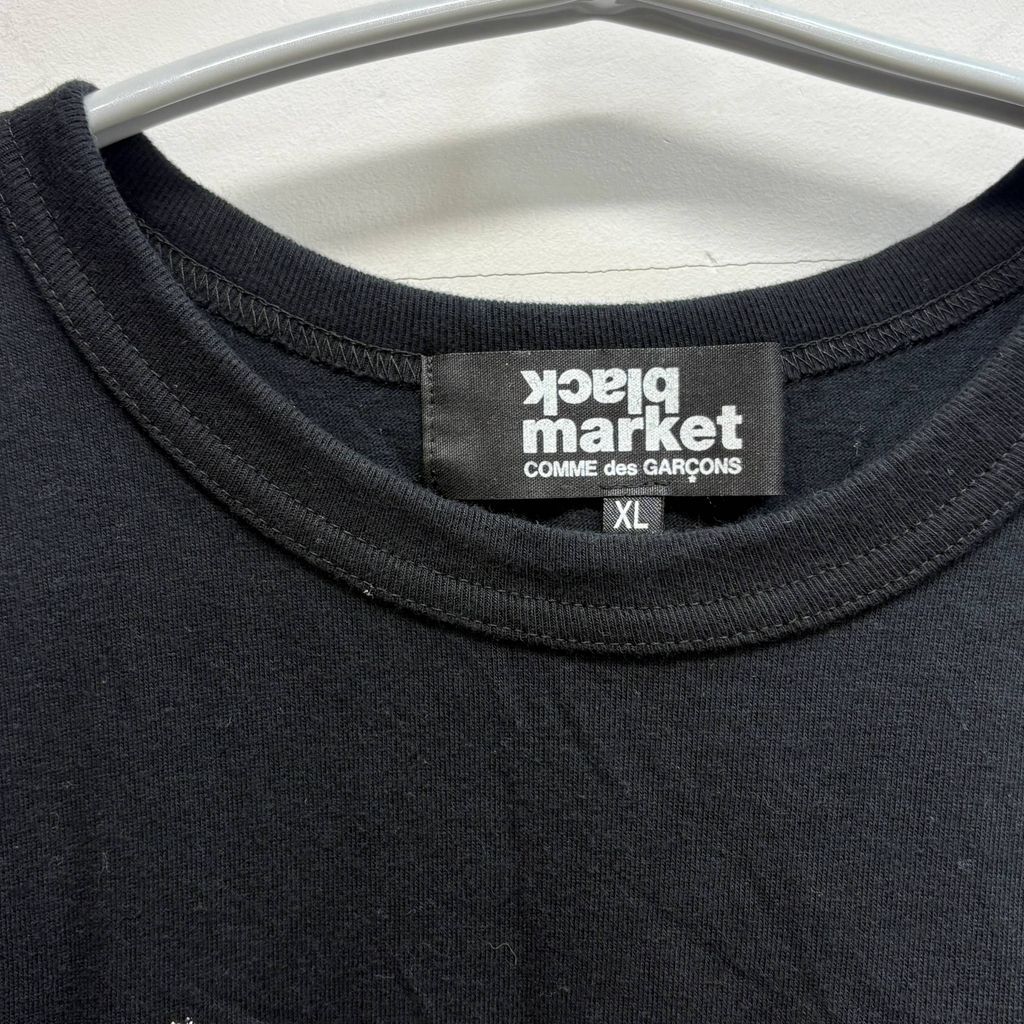 black
market
COMME des GARÇONS
XL